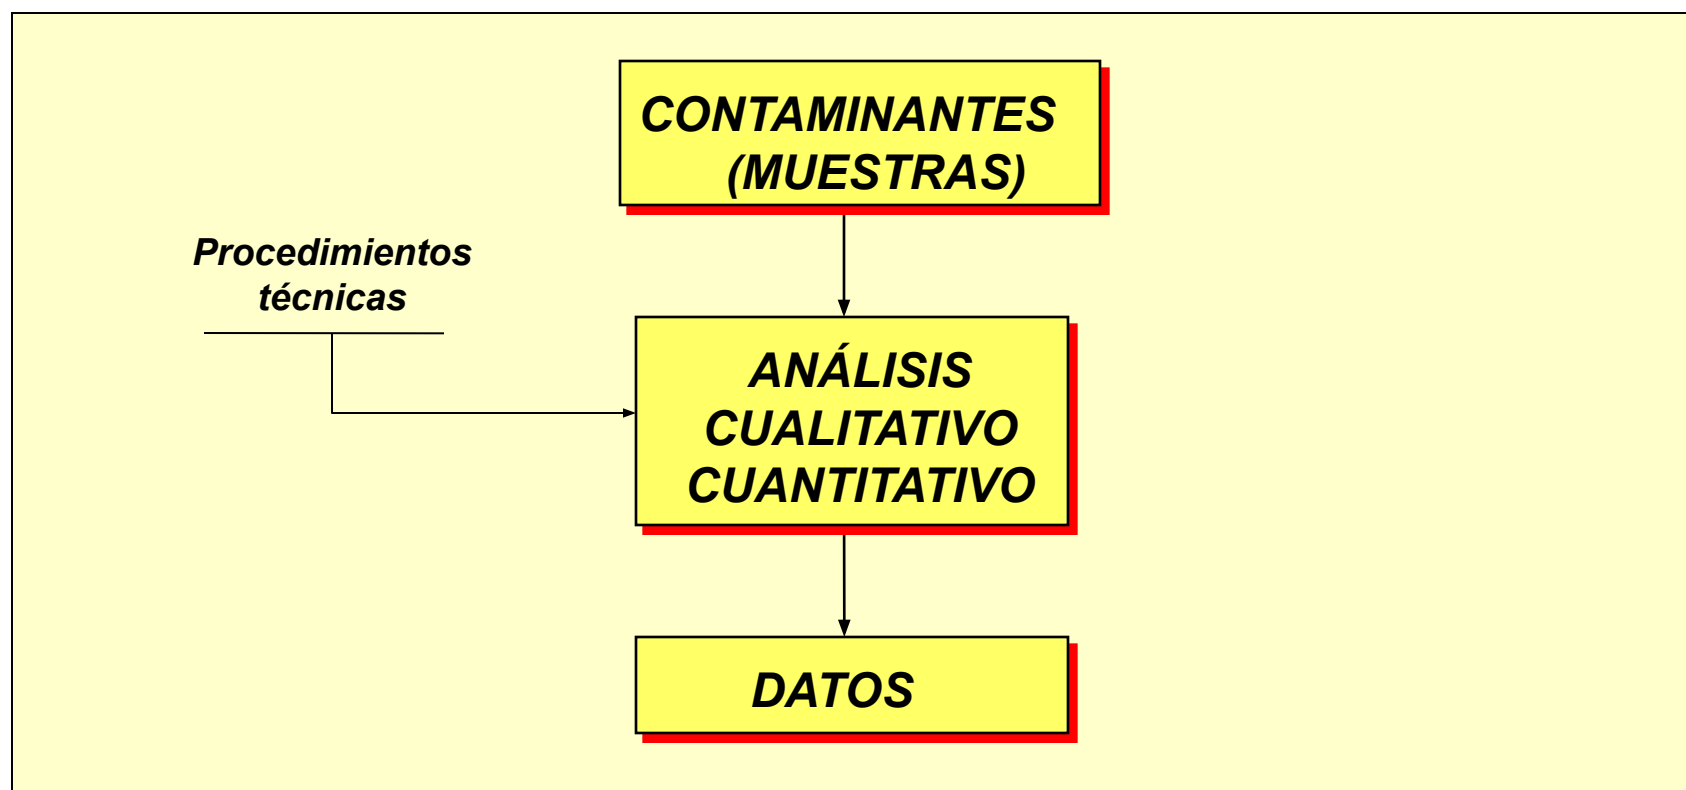 CONTAMINANTES
(MUESTRAS)
Procedimientos
técnicas
ANÁLISIS
CUALITATIVO
CUANTITATIVO
DATOS